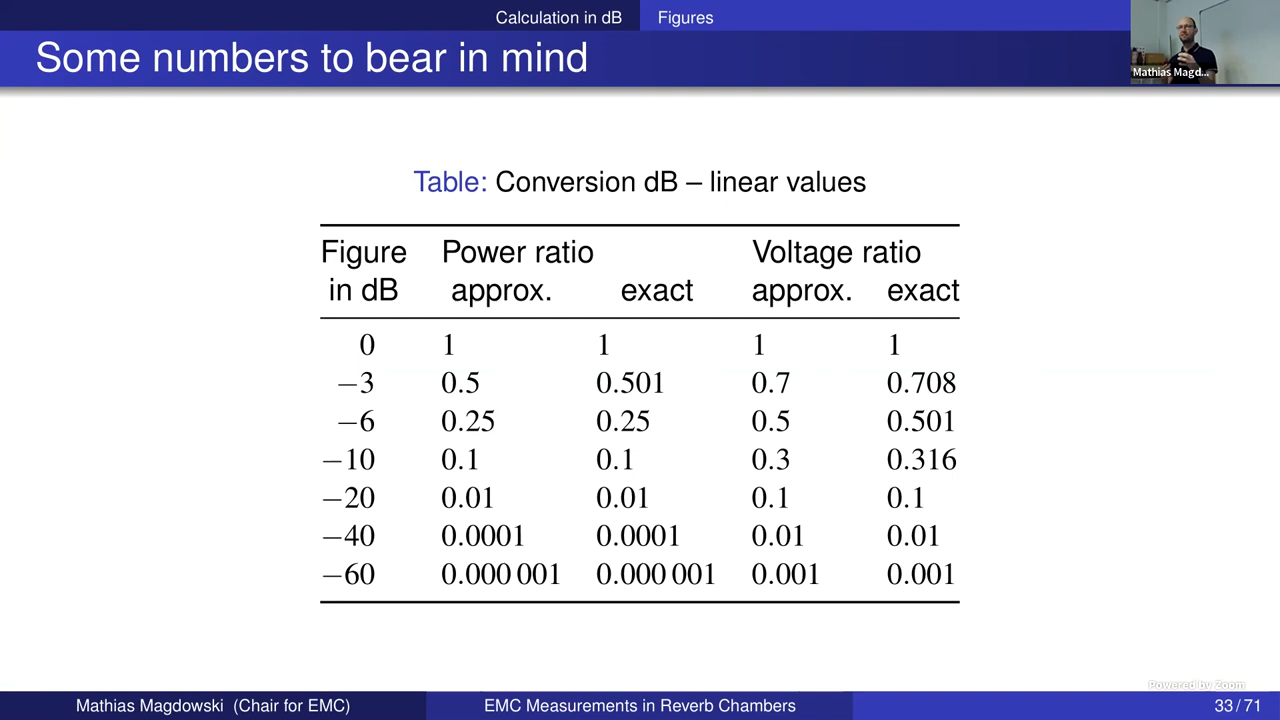 Calculation in dB Figures
Some numbers to bear in mind
Mathias Magd...
Table: Conversion dB – linear values
Figure Power ratio Voltage ratio
in dB approx. exact approx. exact
0 1 1 1 1
−3 0.5 0.501 0.7 0.708
−6 0.25 0.25 0.5 0.501
−10 0.1 0.1 0.3 0.316
−20 0.01 0.01 0.1 0.1
−40 0.0001 0.0001 0.01 0.01
−60 0.000 001 0.000 001 0.001 0.001
Powered by Zoom
Mathias Magdowski (Chair for EMC) EMC Measurements in Reverb Chambers 33 / 71